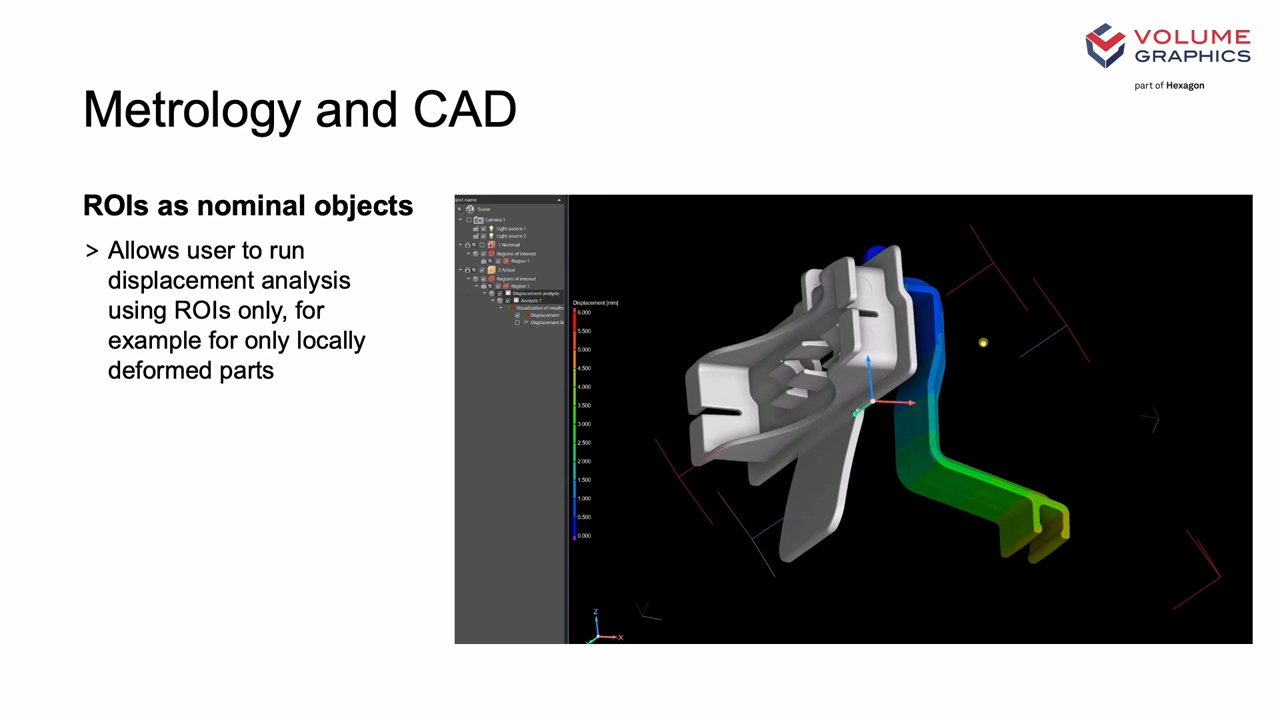 VOLUME
GRAPHICS
part of Hexagon
Metrology and CAD
ROIs as nominal objects
> Allows user to run
displacement analysis
using ROIs only, for
example for only locally
deformed parts
Scene
Camera 1
Light source 1
Light source 2
1 Nominal
Regions of interest
Region 1
2 Actual
Regions of interest
Region 1
Displacement analysis
Analysis 1
Visualization of results
Displacement
Displacement
Displacement [mm]
6.000
5.500
5.000
4.500
4.000
3.500
3.000
2.500
2.000
1.500
1.000
0.500
0.000
Z
X